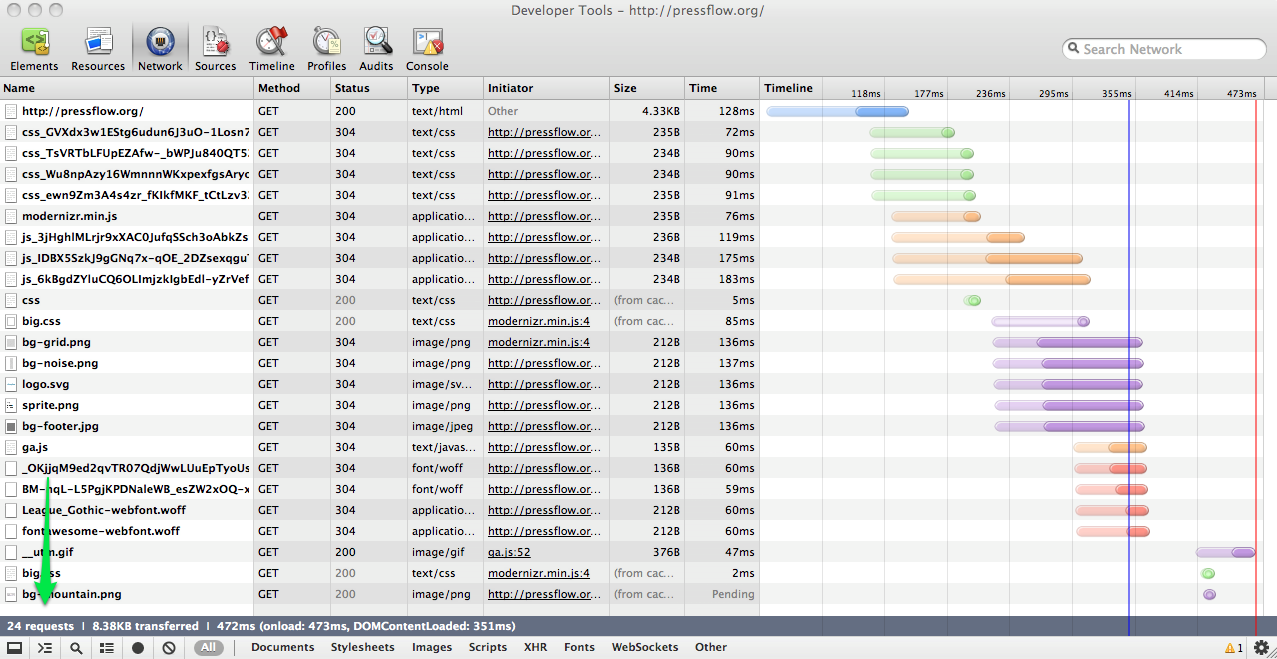 Developer Tools – http://pressflow.org/
Elements Resources Network Sources Timeline Profiles Audits Console Search Network
Name Method Status Type Initiator Size Time Timeline 118ms 177ms 236ms 295ms 355ms 414ms 473ms
http://pressflow.org/ GET 200 text/html Other 4.33KB 128ms
css_GVXdx3w1EStg6udun6J3uO-1Losn7 GET 304 text/css http://pressflow.or... 235B 72ms
css_TsVRTbLFUpEZAfw-_bWPJu840QT5 GET 304 text/css http://pressflow.or... 234B 90ms
css_Wu8npAzy16WmnnnWKxpexfgsAryc GET 304 text/css http://pressflow.or... 234B 90ms
css_ewn9Zm3A4s4zr_fKIkfMKF_tCtLzv3 GET 304 text/css http://pressflow.or... 235B 91ms
modernizr.min.js GET 304 applicatio... http://pressflow.or... 234B 76ms
js_3jHghlMLrjr9xXAC0JufqSSch3oAbkZs GET 304 applicatio... http://pressflow.or... 236B 119ms
js_IDBX5SzkJ9gGNq7x-qOE_2DZsexqgu GET 304 applicatio... http://pressflow.or... 234B 175ms
js_6kBgdZYluCQ6OLImjzkIgbEdl-yZrVef GET 304 applicatio... http://pressflow.or... 234B 183ms
css GET 200 text/css http://pressflow.or... (from cac... 5ms
big.css GET 200 text/css modernizr.min.js:4 (from cac... 85ms
bg-grid.png GET 304 image/png modernizr.min.js:4 212B 136ms
bg-noise.png GET 304 image/png http://pressflow.or... 212B 137ms
logo.svg GET 304 image/sv... http://pressflow.or... 212B 136ms
sprite.png GET 304 image/png http://pressflow.or... 212B 136ms
bg-footer.jpg GET 304 image/jpeg http://pressflow.or... 212B 136ms
ga.js GET 304 text/javas... http://pressflow.or... 135B 60ms
_OKjjqM9ed2qvTR07QdjWwLUuEpTyoUs GET 304 font/woff http://pressflow.or... 136B 60ms
BM-nqL-L5PgjKPDNaleWB_esZW2xOQ-x GET 304 font/woff http://pressflow.or... 136B 59ms
League_Gothic-webfont.woff GET 304 applicatio... http://pressflow.or... 212B 60ms
fontawesome-webfont.woff GET 304 applicatio... http://pressflow.or... 212B 60ms
__utm.gif GET 200 image/gif ga.js:52 376B 47ms
big.css GET 200 text/css modernizr.min.js:4 (from cac... 2ms
bg-mountain.png GET 200 image/png http://pressflow.or... (from cac... Pending
24 requests | 8.38KB transferred | 472ms (onload: 473ms, DOMContentLoaded: 351ms)
All Documents Stylesheets Images Scripts XHR Fonts WebSockets Other 1